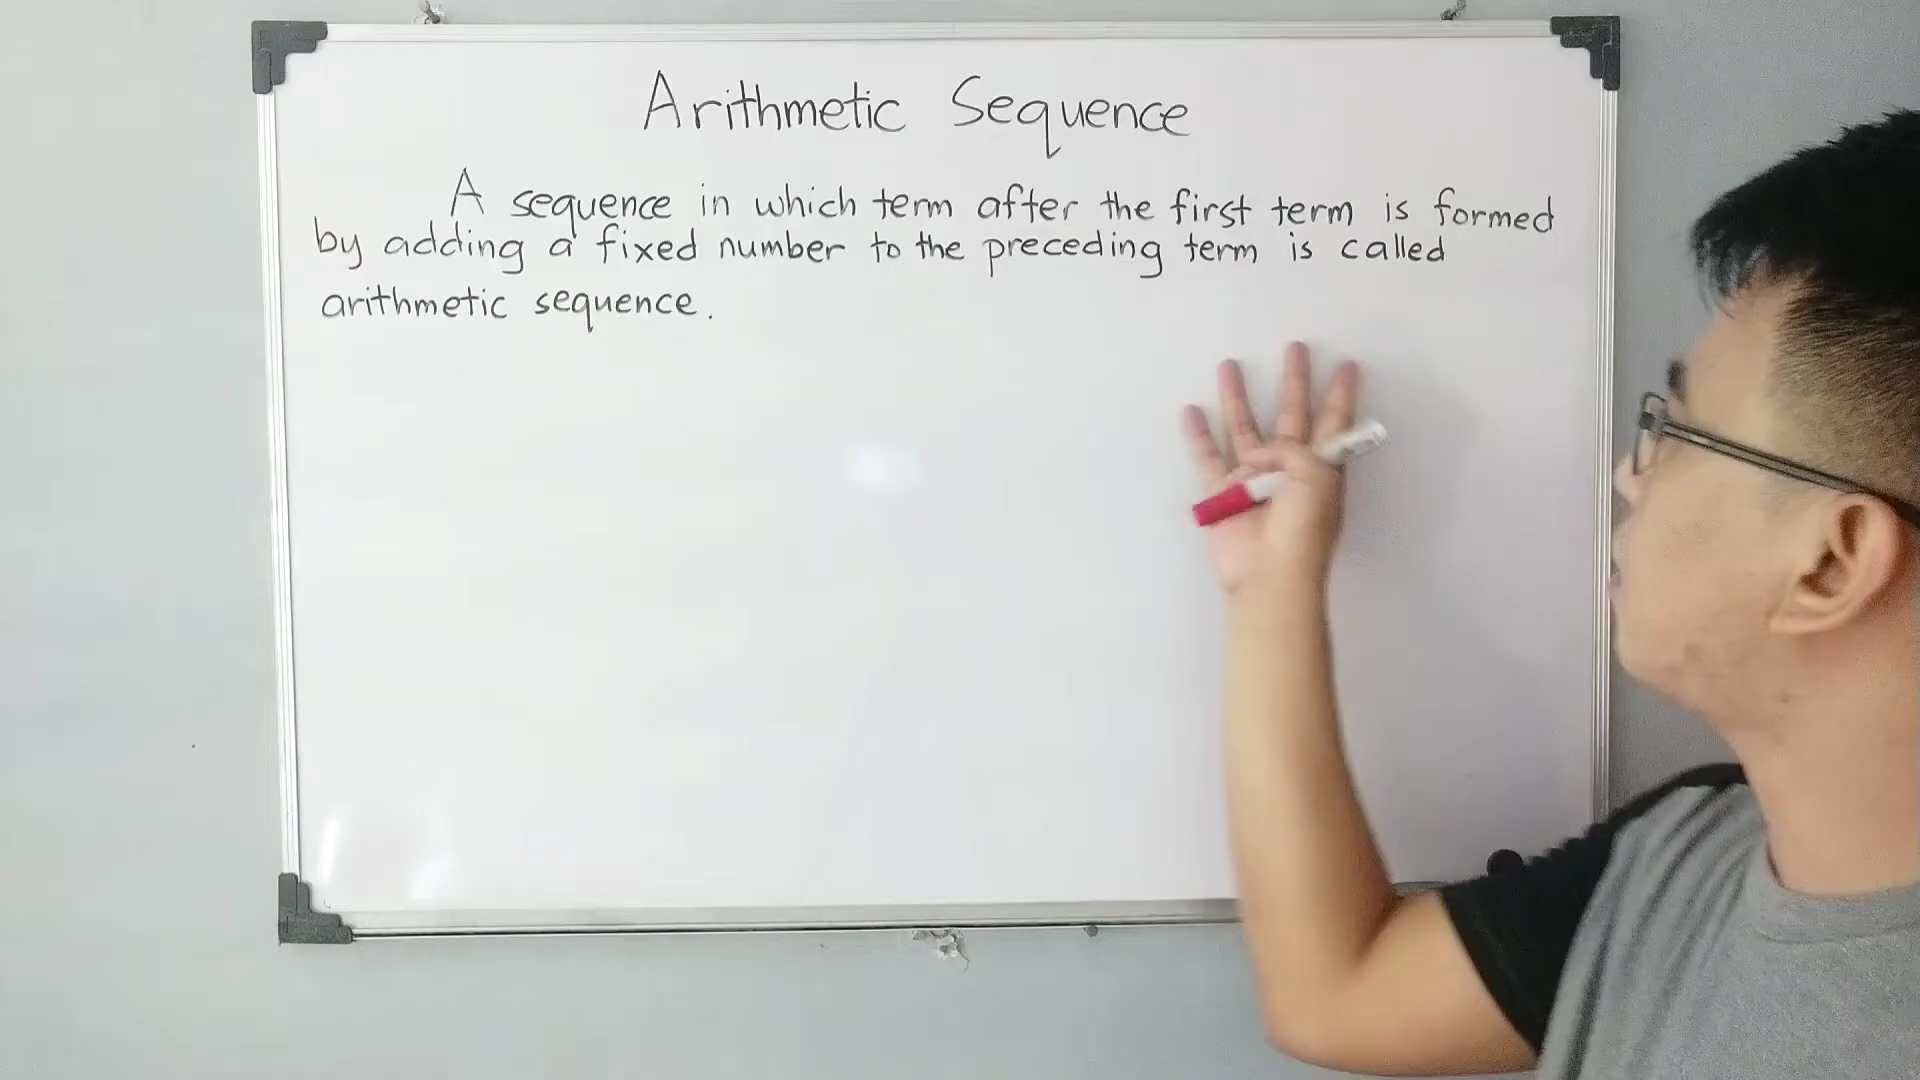 Arithmetic Sequence
A sequence in which term after the first term is formed
by adding a fixed number to the preceding term is called
arithmetic sequence.